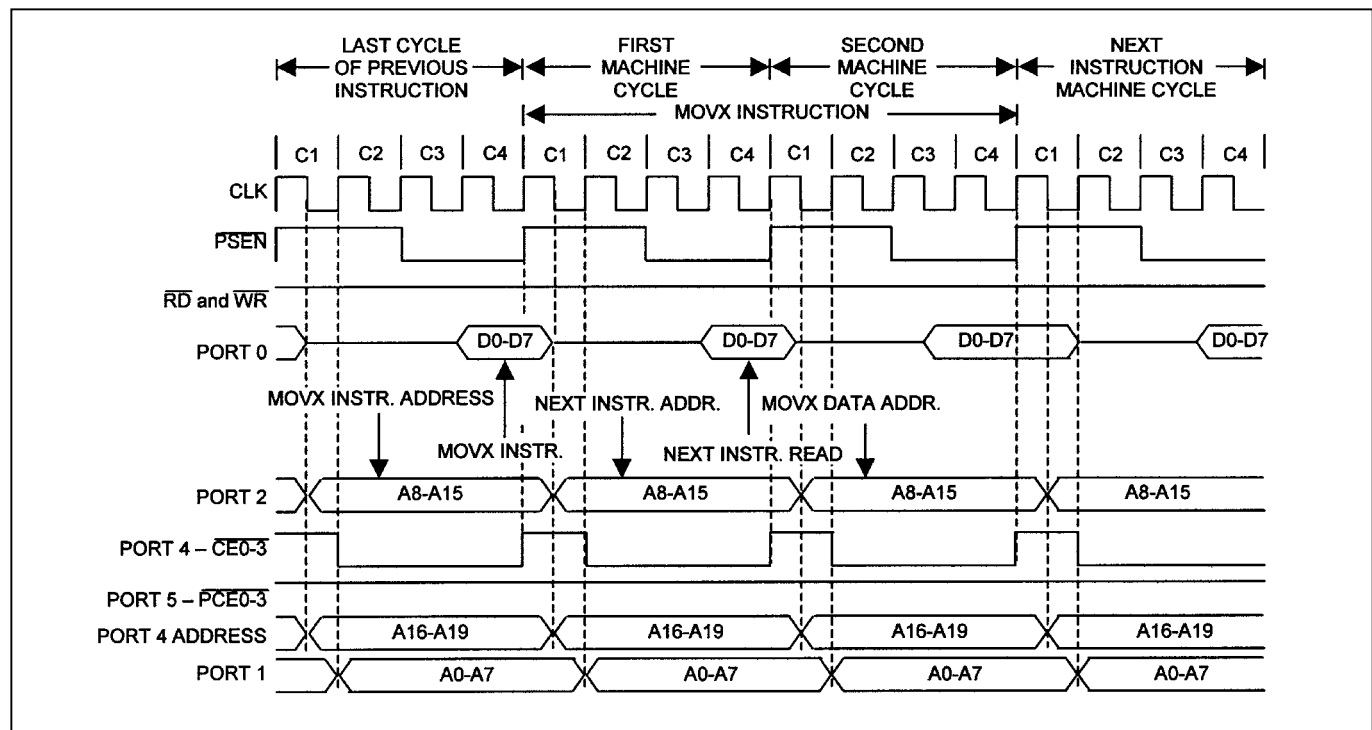 LAST CYCLE
OF PREVIOUS
INSTRUCTION
FIRST
MACHINE
CYCLE
SECOND
MACHINE
CYCLE
NEXT
INSTRUCTION
MACHINE CYCLE
MOVX INSTRUCTION
C1 C2 C3 C4 C1 C2 C3 C4 C1 C2 C3 C4 C1 C2 C3 C4
CLK
PSEN
RD and WR
PORT 0 D0-D7 D0-D7 D0-D7 D0-D7
MOVX INSTR. ADDRESS NEXT INSTR. ADDR. MOVX DATA ADDR.
MOVX INSTR. NEXT INSTR. READ
PORT 2 A8-A15 A8-A15 A8-A15 A8-A15
PORT 4 – CE0-3
PORT 5 – PCE0-3
PORT 4 ADDRESS A16-A19 A16-A19 A16-A19 A16-A19
PORT 1 A0-A7 A0-A7 A0-A7 A0-A7